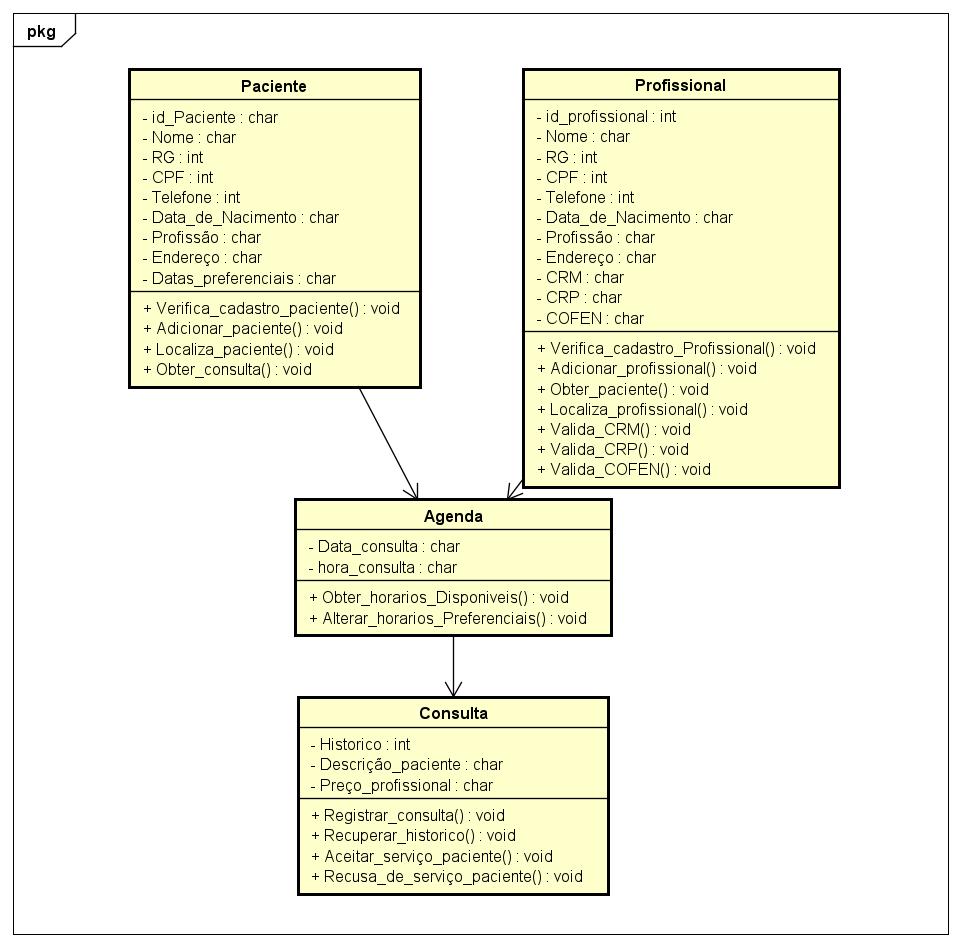 pkg
Paciente
- id_Paciente : char
- Nome : char
- RG : int
- CPF : int
- Telefone : int
- Data_de_Nacimento : char
- Profissão : char
- Endereço : char
- Datas_preferenciais : char
+ Verifica_cadastro_paciente() : void
+ Adicionar_paciente() : void
+ Localiza_paciente() : void
+ Obter_consulta() : void
Profissional
- id_profissional : int
- Nome : char
- RG : int
- CPF : int
- Telefone : int
- Data_de_Nacimento : char
- Profissão : char
- Endereço : char
- CRM : char
- CRP : char
- COFEN : char
+ Verifica_cadastro_Profissional() : void
+ Adicionar_profissional() : void
+ Obter_paciente() : void
+ Localiza_profissional() : void
+ Valida_CRM() : void
+ Valida_CRP() : void
+ Valida_COFEN() : void
Agenda
- Data_consulta : char
- hora_consulta : char
+ Obter_horarios_Disponiveis() : void
+ Alterar_horarios_Preferenciais() : void
Consulta
- Historico : int
- Descrição_paciente : char
- Preço_profissional : char
+ Registrar_consulta() : void
+ Recuperar_historico() : void
+ Aceitar_serviço_paciente() : void
+ Recusa_de_serviço_paciente() : void